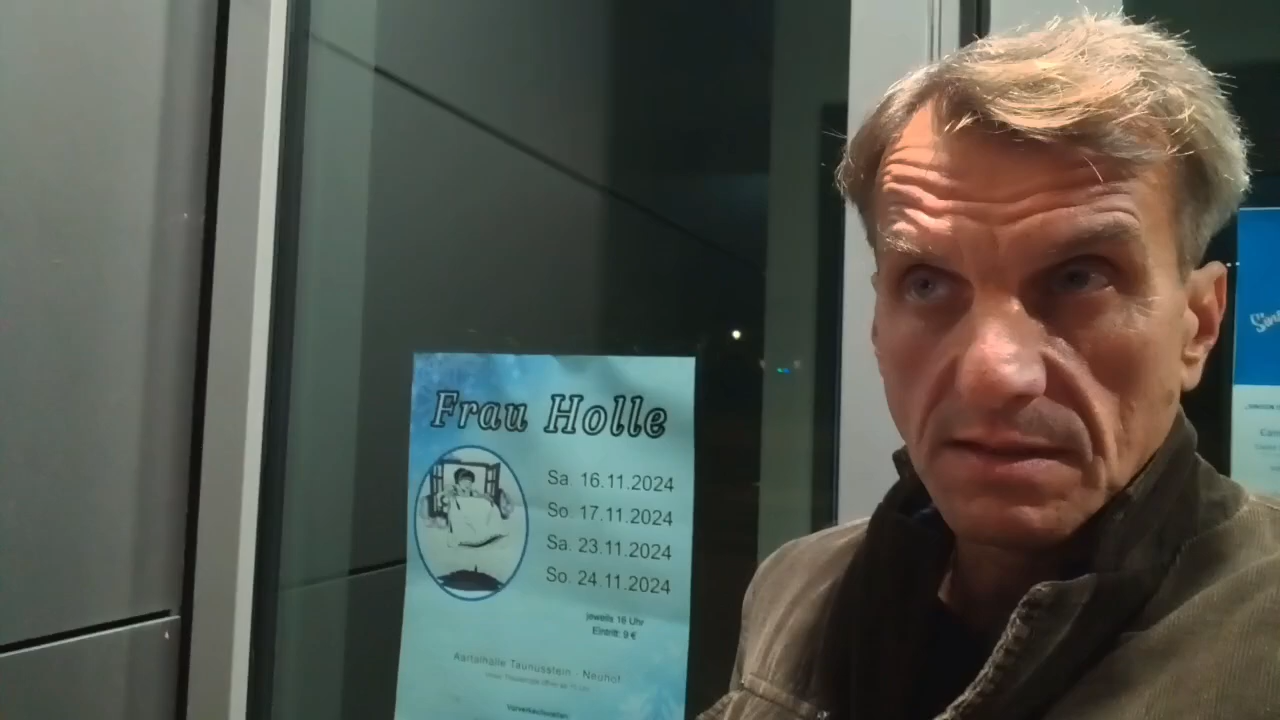 Frau Holle
Sa. 16.11.2024
So. 17.11.2024
Sa. 23.11.2024
So. 24.11.2024
jeweils 16 Uhr
Eintritt: 9 €
Aartalhalle Taunusstein - Neuhof
Vorverkaufsstellen: